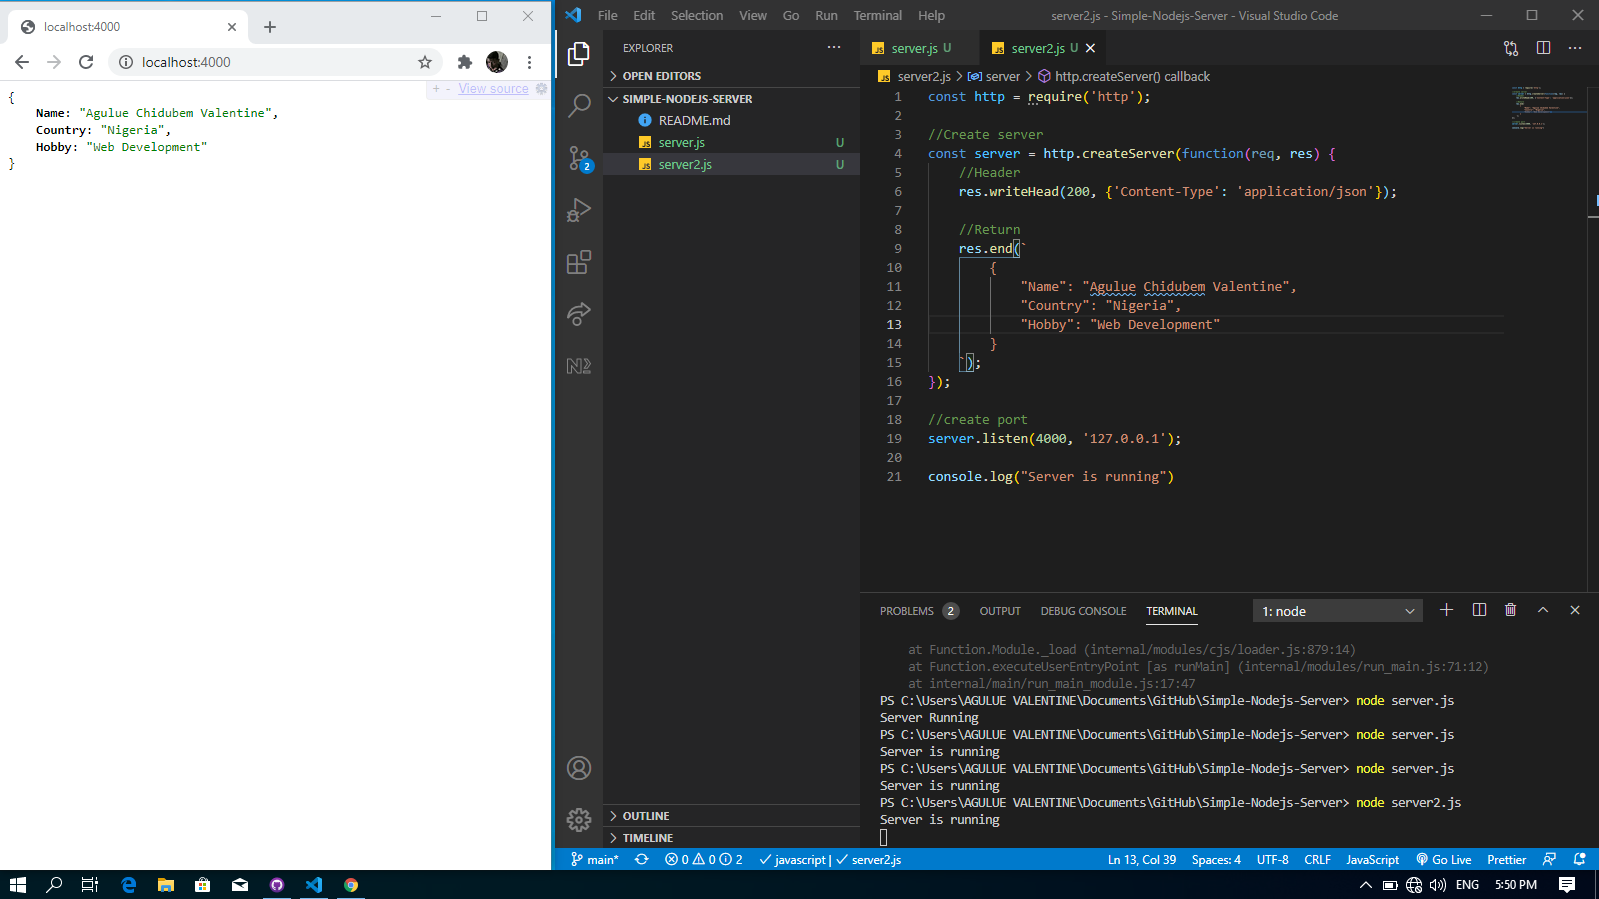 localhost:4000
localhost:4000
+ - View source
{
Name: "Agulue Chidubem Valentine",
Country: "Nigeria",
Hobby: "Web Development"
}
File Edit Selection View Go Run Terminal Help
server2.js - Simple-Nodejs-Server - Visual Studio Code
EXPLORER
OPEN EDITORS
SIMPLE-NODEJS-SERVER
README.md
server.js U
server2.js U
2
OUTLINE
TIMELINE
JS server.js U
JS server2.js U
JS server2.js > server > http.createServer() callback
1 const http = require('http');
2
3 //Create server
4 const server = http.createServer(function(req, res) {
5 //Header
6 res.writeHead(200, {'Content-Type': 'application/json'});
7
8 //Return
9 res.end(`
10 {
11 "Name": "Agulue Chidubem Valentine",
12 "Country": "Nigeria",
13 "Hobby": "Web Development"
14 }
15 `);
16 });
17
18 //create port
19 server.listen(4000, '127.0.0.1');
20
21 console.log("Server is running")
PROBLEMS 2 OUTPUT DEBUG CONSOLE TERMINAL 1: node
at Function.Module._load (internal/modules/cjs/loader.js:879:14)
at Function.executeUserEntryPoint [as runMain] (internal/modules/run_main.js:71:12)
at internal/main/run_main_module.js:17:47
PS C:\Users\AGULUE VALENTINE\Documents\GitHub\Simple-Nodejs-Server> node server.js
Server Running
PS C:\Users\AGULUE VALENTINE\Documents\GitHub\Simple-Nodejs-Server> node server.js
Server is running
PS C:\Users\AGULUE VALENTINE\Documents\GitHub\Simple-Nodejs-Server> node server.js
Server is running
PS C:\Users\AGULUE VALENTINE\Documents\GitHub\Simple-Nodejs-Server> node server2.js
Server is running
main* 0 0 2 javascript | server2.js Ln 13, Col 39 Spaces: 4 UTF-8 CRLF JavaScript Go Live Prettier
ENG 5:50 PM